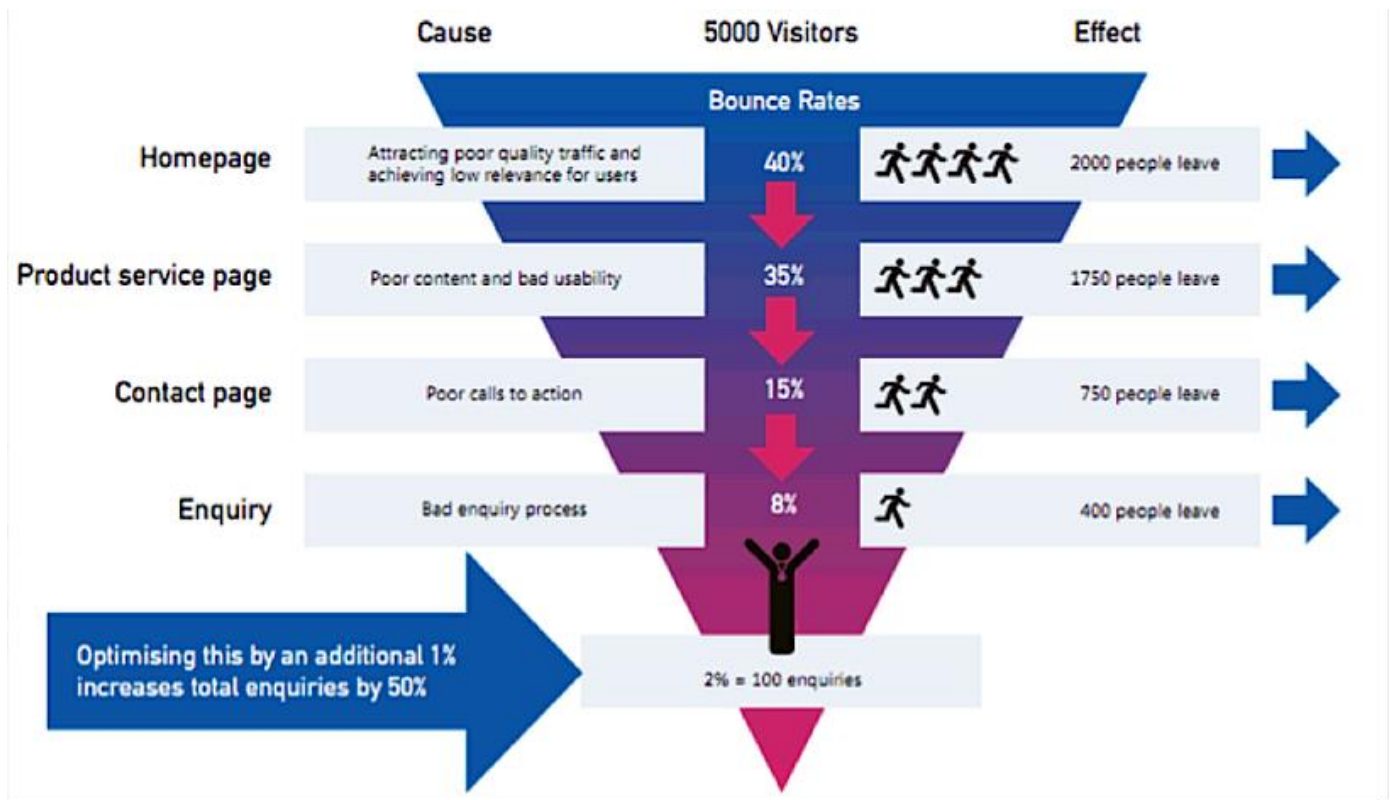 Cause 5000 Visitors Effect
Bounce Rates
Homepage
Attracting poor quality traffic and
achieving low relevance for users
40%
2000 people leave
Product service page
Poor content and bad usability
35%
1750 people leave
Contact page
Poor calls to action
15%
750 people leave
Enquiry
Bad enquiry process
8%
400 people leave
Optimising this by an additional 1%
increases total enquiries by 50%
2% = 100 enquiries